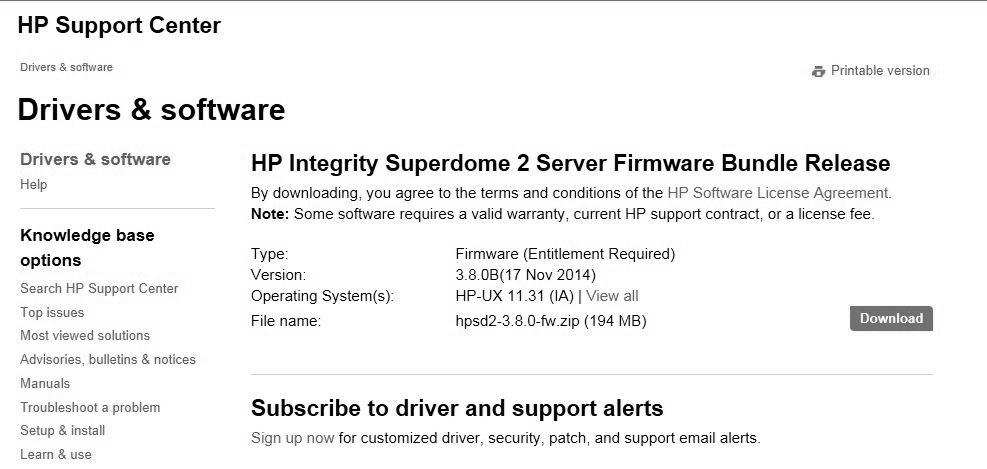 HP Support Center
Drivers & software
Printable version
Drivers & software
Drivers & software
Help
Knowledge base
options
Search HP Support Center
Top issues
Most viewed solutions
Advisories, bulletins & notices
Manuals
Troubleshoot a problem
Setup & install
Learn & use
HP Integrity Superdome 2 Server Firmware Bundle Release
By downloading, you agree to the terms and conditions of the HP Software License Agreement.
Note: Some software requires a valid warranty, current HP support contract, or a license fee.
Type: Firmware (Entitlement Required)
Version: 3.8.0B(17 Nov 2014)
Operating System(s): HP-UX 11.31 (IA) | View all
File name: hpsd2-3.8.0-fw.zip (194 MB)
Download
Subscribe to driver and support alerts
Sign up now for customized driver, security, patch, and support email alerts.